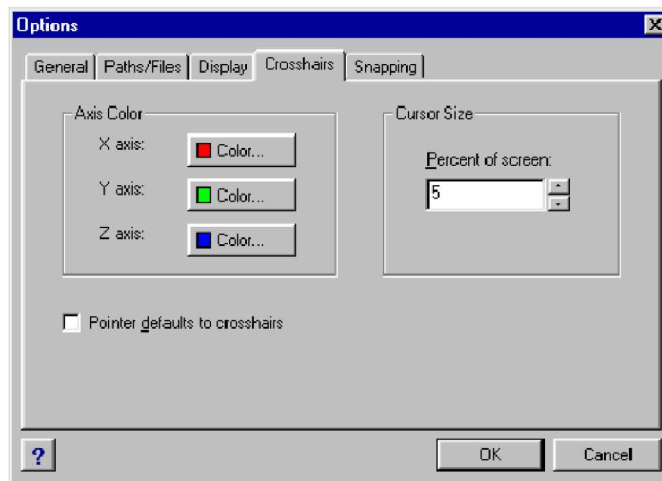 Options
General Paths/Files Display Crosshairs Snapping
Axis Color
X axis: Color...
Y axis: Color...
Z axis: Color...
Cursor Size
Percent of screen:
5
Pointer defaults to crosshairs
? OK Cancel